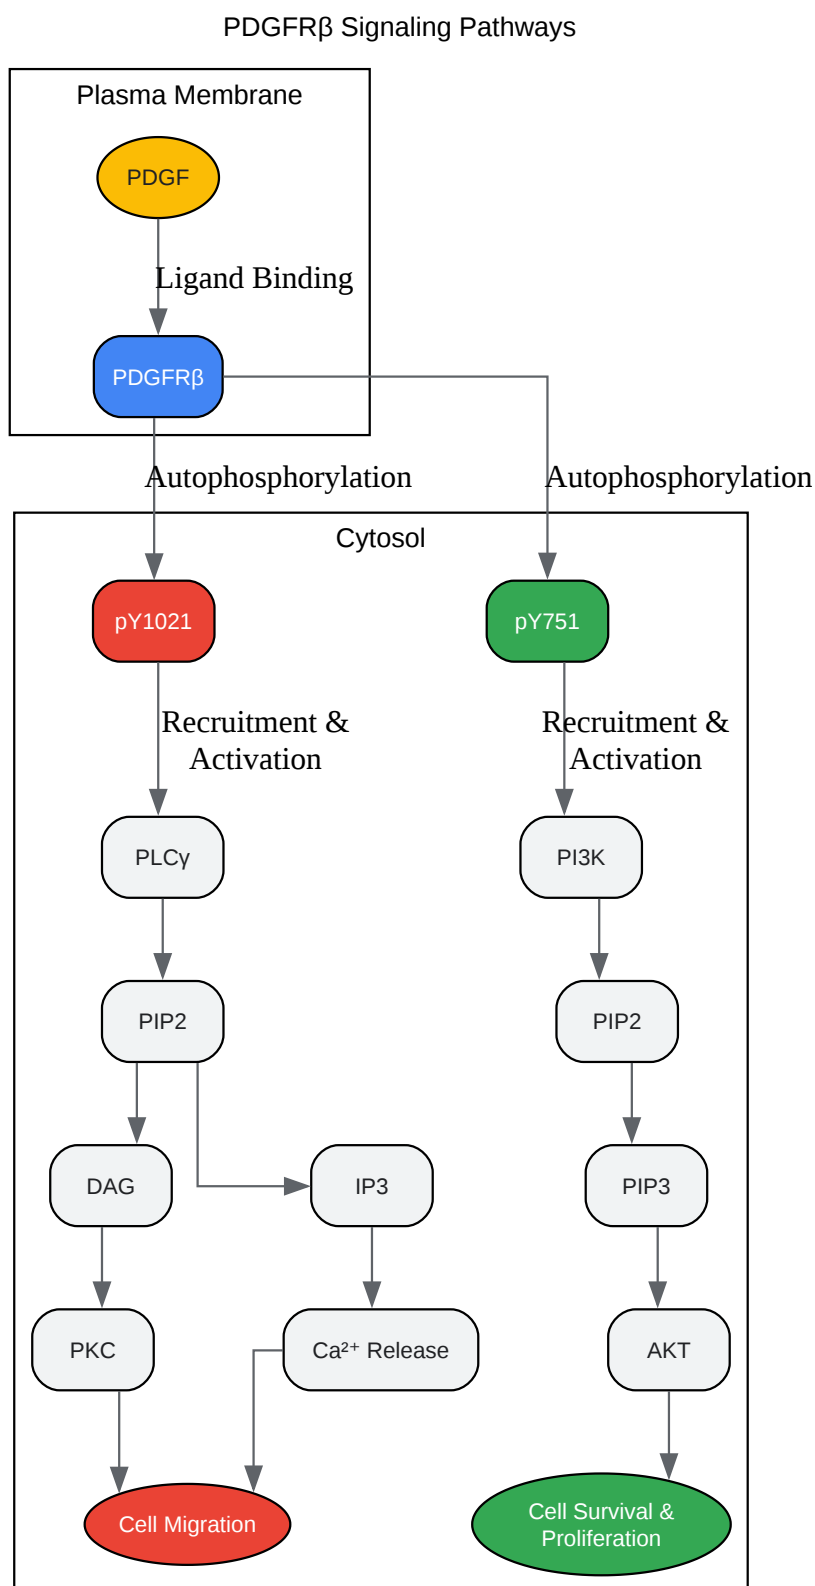 PDGFRβ Signaling Pathways
Plasma Membrane
PDGF
Ligand Binding
PDGFRβ
Autophosphorylation
Autophosphorylation
Cytosol
pY1021
pY751
Recruitment &
Activation
Recruitment &
Activation
PLCγ
PI3K
PIP2
PIP2
DAG
IP3
PIP3
PKC
Ca²⁺ Release
AKT
Cell Migration
Cell Survival &
Proliferation